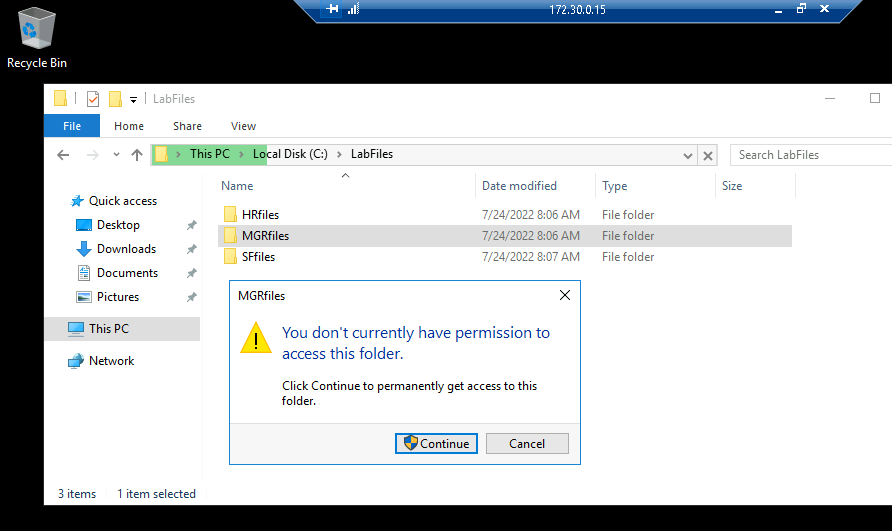 172.30.0.15
Recycle Bin
LabFiles
File Home Share View
This PC Local Disk (C:) LabFiles
Search LabFiles
Name Date modified Type Size
Quick access
Desktop
Downloads
Documents
Pictures
This PC
Network
HRfiles 7/24/2022 8:06 AM File folder
MGRfiles 7/24/2022 8:06 AM File folder
SFfiles 7/24/2022 8:07 AM File folder
MGRfiles
You don't currently have permission to
access this folder.
Click Continue to permanently get access to this
folder.
Continue Cancel
3 items 1 item selected